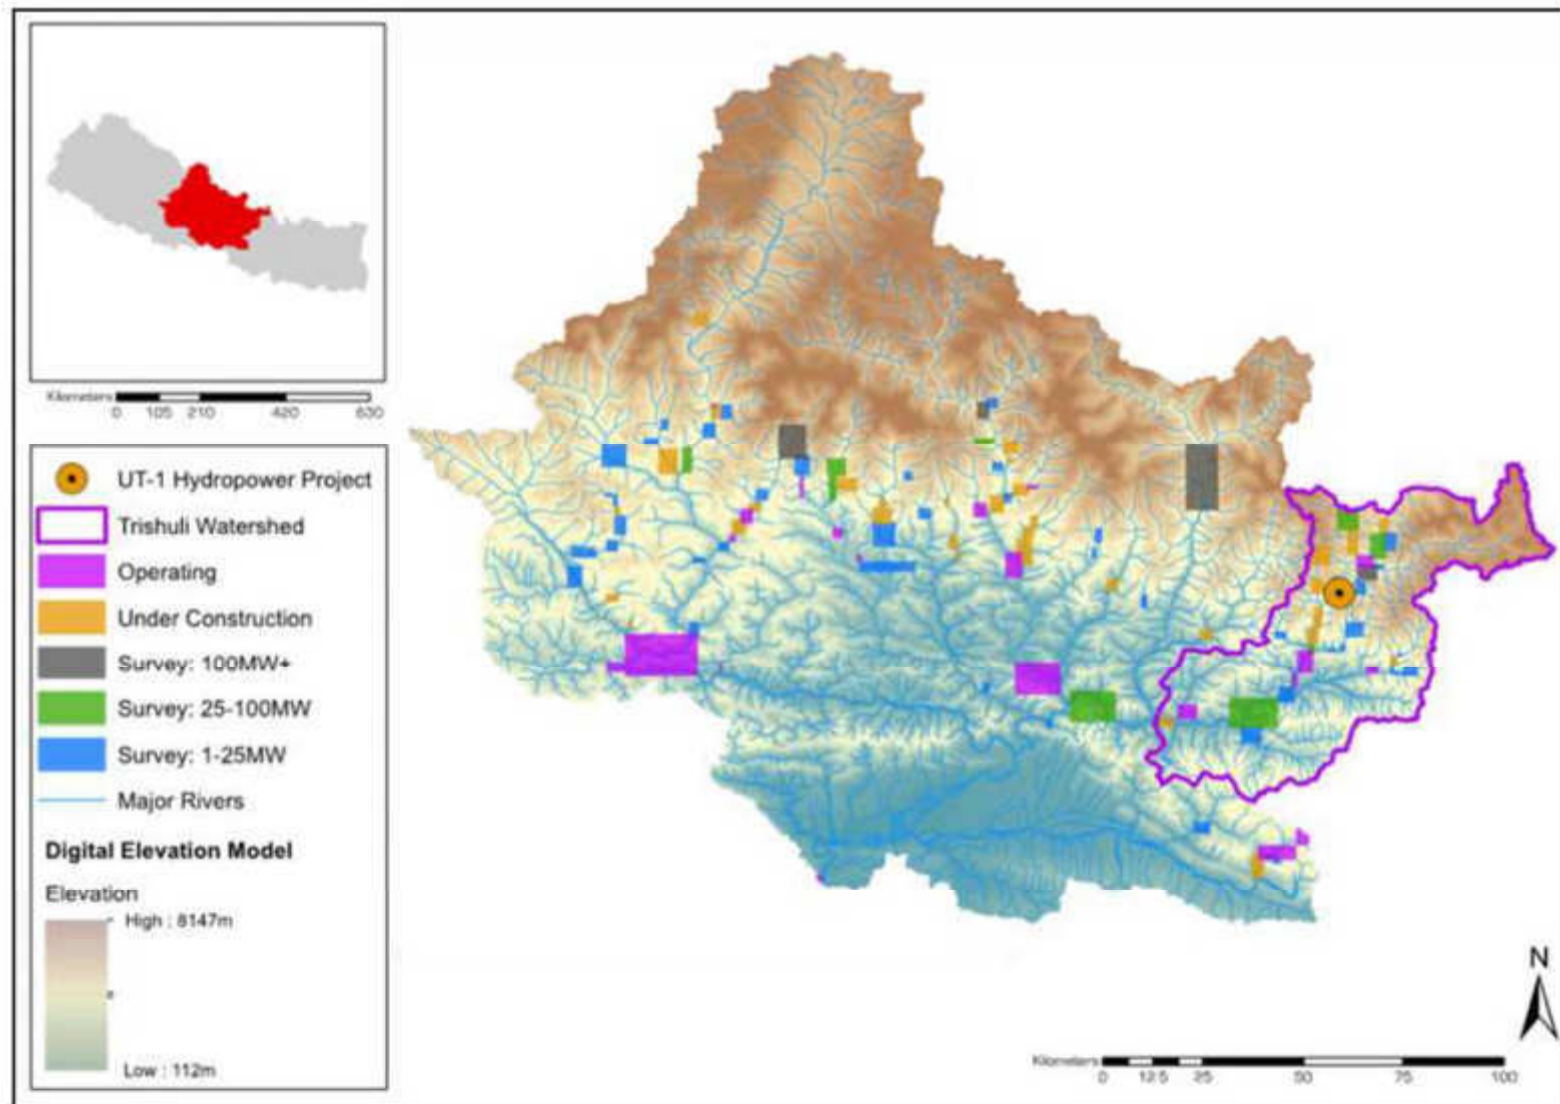 Kilometers
0 105 210 420 630
UT-1 Hydropower Project
Trishuli Watershed
Operating
Under Construction
Survey: 100MW+
Survey: 25-100MW
Survey: 1-25MW
Major Rivers
Digital Elevation Model
Elevation
High : 8147m
Low : 112m
N
Kilometers
0 12.5 25 50 75 100